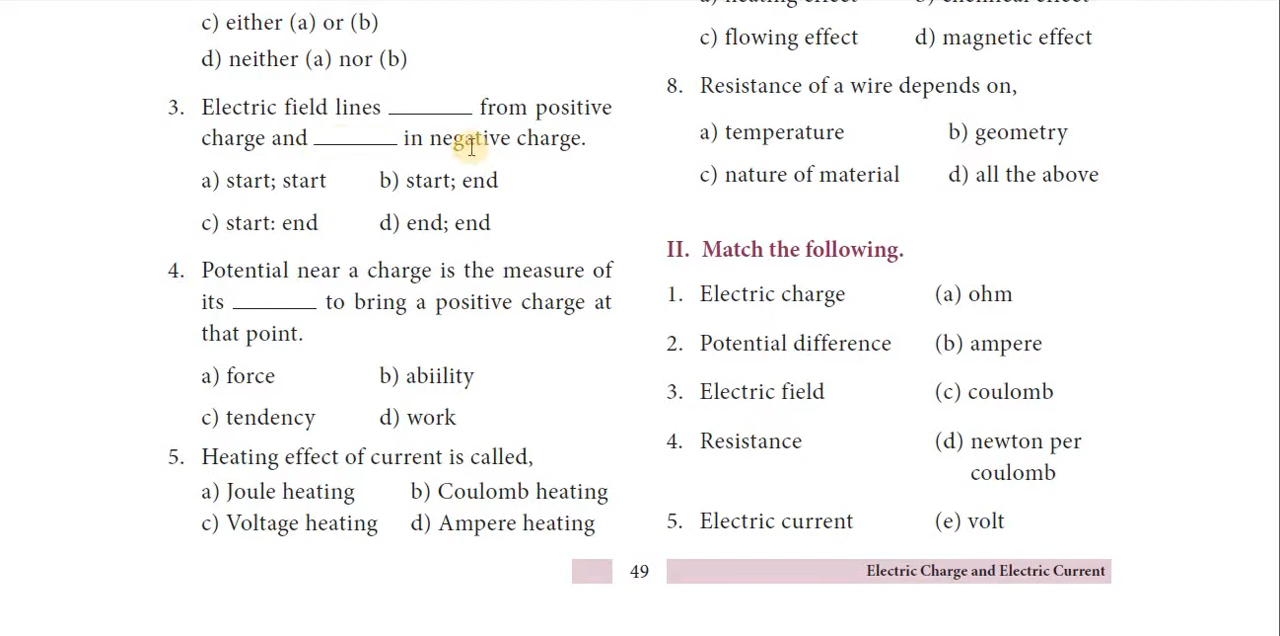 c) either (a) or (b)
d) neither (a) nor (b)
3. Electric field lines ________ from positive
charge and ________ in negative charge.
a) start; start b) start; end
c) start: end d) end; end
4. Potential near a charge is the measure of
its ________ to bring a positive charge at
that point.
a) force b) abiility
c) tendency d) work
5. Heating effect of current is called,
a) Joule heating b) Coulomb heating
c) Voltage heating d) Ampere heating
a) heating effect b) chemical effect
c) flowing effect d) magnetic effect
8. Resistance of a wire depends on,
a) temperature b) geometry
c) nature of material d) all the above
II. Match the following.
1. Electric charge (a) ohm
2. Potential difference (b) ampere
3. Electric field (c) coulomb
4. Resistance (d) newton per
coulomb
5. Electric current (e) volt
49 Electric Charge and Electric Current